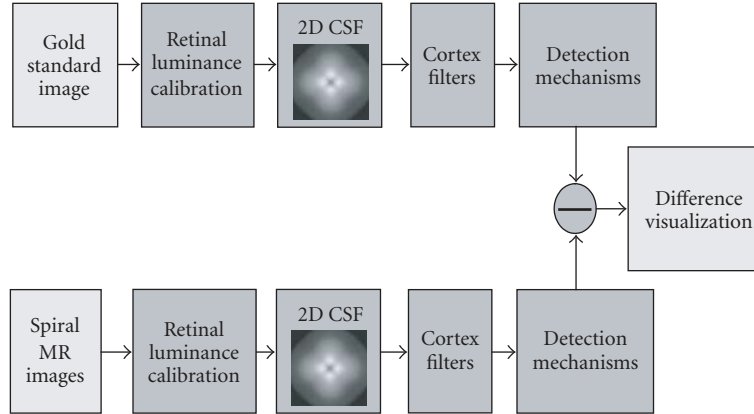 Gold
standard
image
Retinal
luminance
calibration
2D CSF
Cortex
filters
Detection
mechanisms
Difference
visualization
Spiral
MR
images
Retinal
luminance
calibration
2D CSF
Cortex
filters
Detection
mechanisms